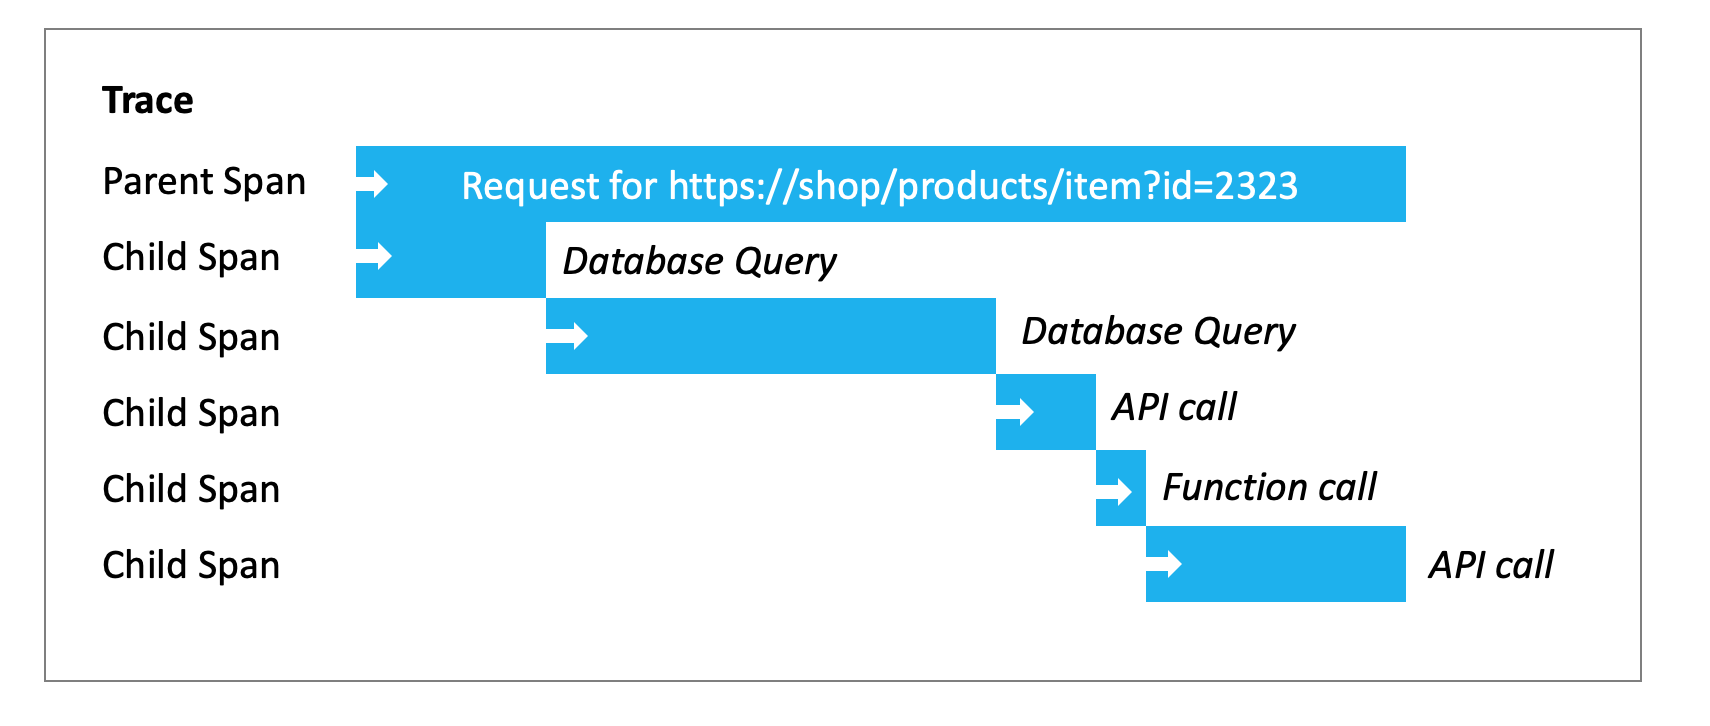 Trace
Parent Span
Request for https://shop/products/item?id=2323
Child Span
Database Query
Child Span
Database Query
Child Span
API call
Child Span
Function call
Child Span
API call